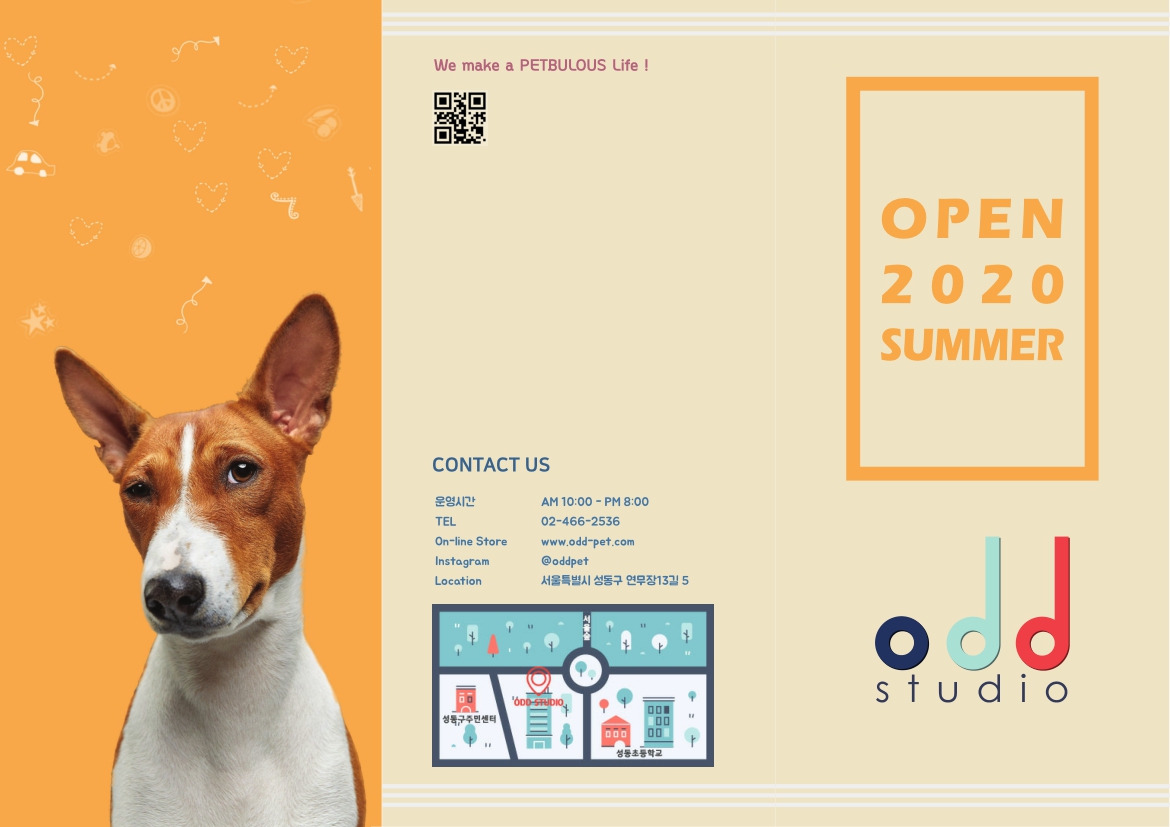 We make a PETBULOUS Life !
CONTACT US
운영시간 AM 10:00 - PM 8:00
TEL 02-466-2536
On-line Store www.odd-pet.com
Instagram @oddpet
Location 서울특별시 성동구 연무장13길 5
서울숲
ODD STUDIO
성동구주민센터
성동초등학교
OPEN
2020
SUMMER
odd
studio